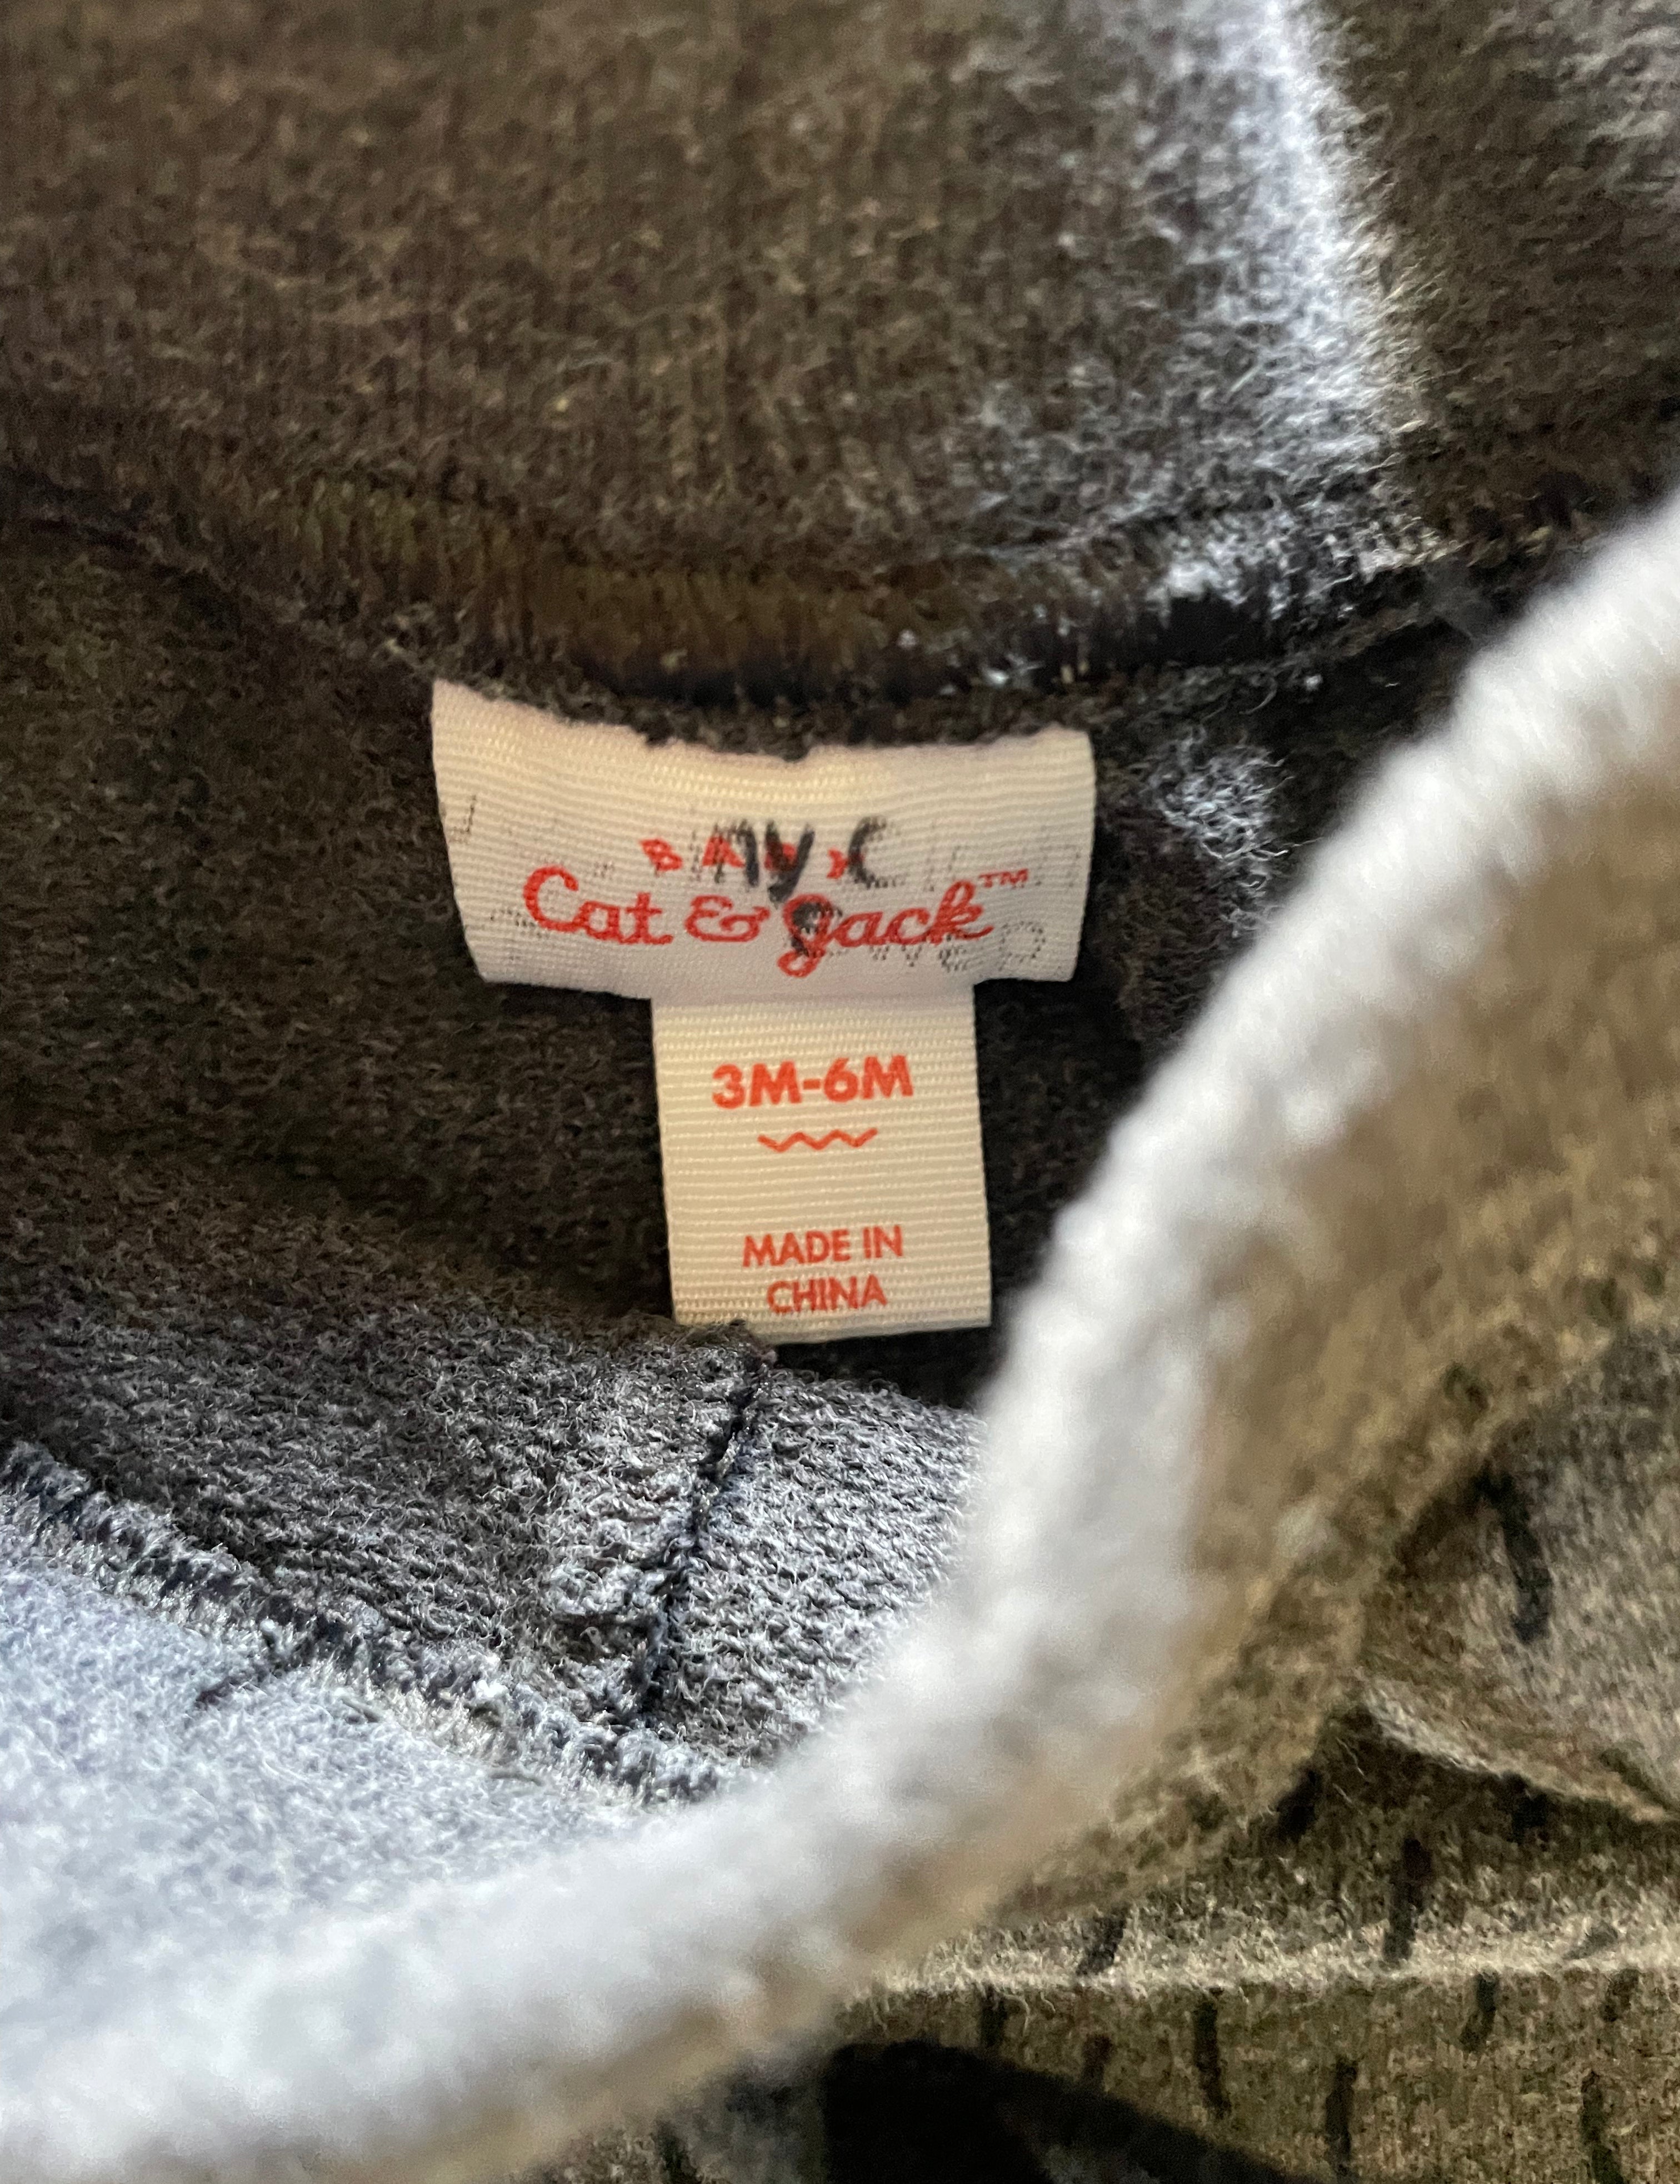 BABY
Cat & Jack™
3M-6M
MADE IN
CHINA